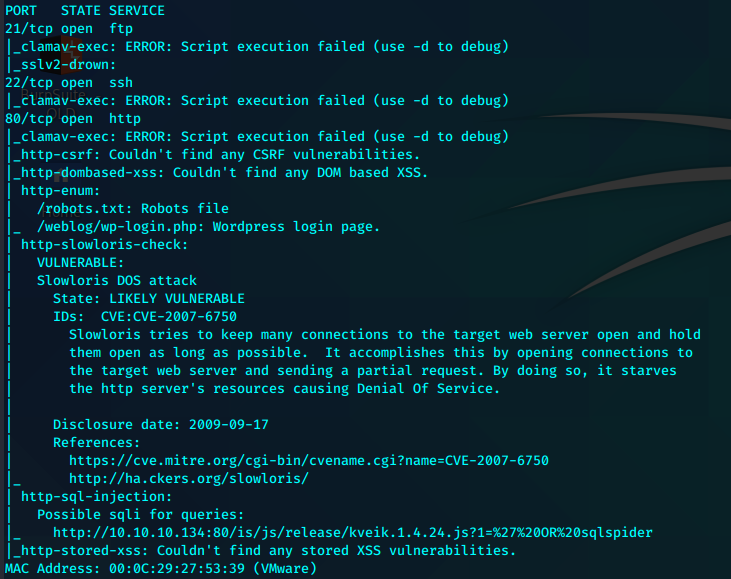 PORT   STATE SERVICE
21/tcp open  ftp
|_clamav-exec: ERROR: Script execution failed (use -d to debug)
|_sslv2-drown:
22/tcp open  ssh
|_clamav-exec: ERROR: Script execution failed (use -d to debug)
80/tcp open  http
|_clamav-exec: ERROR: Script execution failed (use -d to debug)
|_http-csrf: Couldn't find any CSRF vulnerabilities.
|_http-dombased-xss: Couldn't find any DOM based XSS.
| http-enum:
|   /robots.txt: Robots file
|_  /weblog/wp-login.php: Wordpress login page.
| http-slowloris-check:
|   VULNERABLE:
|   Slowloris DOS attack
|     State: LIKELY VULNERABLE
|     IDs:  CVE:CVE-2007-6750
|       Slowloris tries to keep many connections to the target web server open and hold
|       them open as long as possible.  It accomplishes this by opening connections to
|       the target web server and sending a partial request. By doing so, it starves
|       the http server's resources causing Denial Of Service.
|
|     Disclosure date: 2009-09-17
|     References:
|       https://cve.mitre.org/cgi-bin/cvename.cgi?name=CVE-2007-6750
|_      http://ha.ckers.org/slowloris/
| http-sql-injection:
|   Possible sqli for queries:
|_    http://10.10.10.134:80/is/js/release/kveik.1.4.24.js?1=%27%20OR%20sqlspider
|_http-stored-xss: Couldn't find any stored XSS vulnerabilities.
MAC Address: 00:0C:29:27:53:39 (VMware)